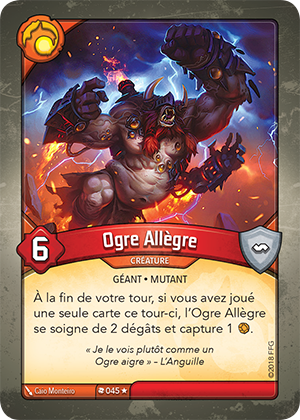 Ogre Allègre
CRÉATURE
6
GÉANT • MUTANT
À la fin de votre tour, si vous avez joué
une seule carte ce tour-ci, l’Ogre Allègre
se soigne de 2 dégâts et capture 1 .
« Je le vois plutôt comme un
Ogre aigre » - L’Anguille
Caio Monteiro
045
©2018 FFG